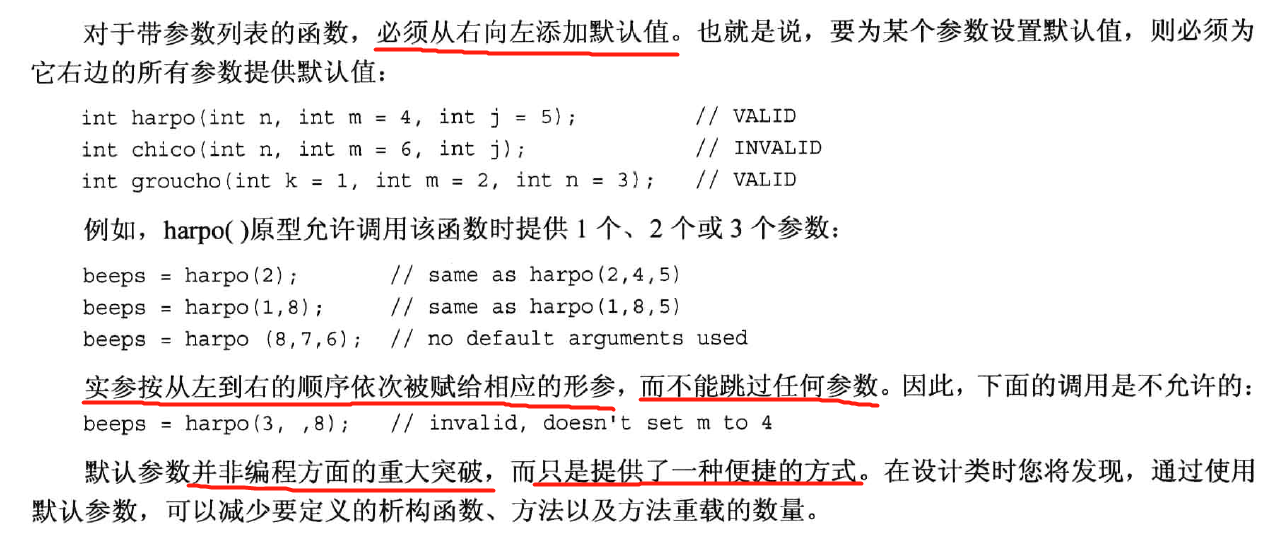 对于带参数列表的函数，必须从右向左添加默认值。也就是说，要为某个参数设置默认值，则必须为
它右边的所有参数提供默认值：
int harpo(int n, int m = 4, int j = 5);          // VALID
int chico(int n, int m = 6, int j);              // INVALID
int groucho(int k = 1, int m = 2, int n = 3);    // VALID
例如，harpo( )原型允许调用该函数时提供 1 个、2 个或 3 个参数：
beeps = harpo(2);       // same as harpo(2,4,5)
beeps = harpo(1,8);     // same as harpo(1,8,5)
beeps = harpo (8,7,6);  // no default arguments used
实参按从左到右的顺序依次被赋给相应的形参，而不能跳过任何参数。因此，下面的调用是不允许的：
beeps = harpo(3, ,8);   // invalid, doesn't set m to 4
默认参数并非编程方面的重大突破，而只是提供了一种便捷的方式。在设计类时您将发现，通过使用
默认参数，可以减少要定义的析构函数、方法以及方法重载的数量。